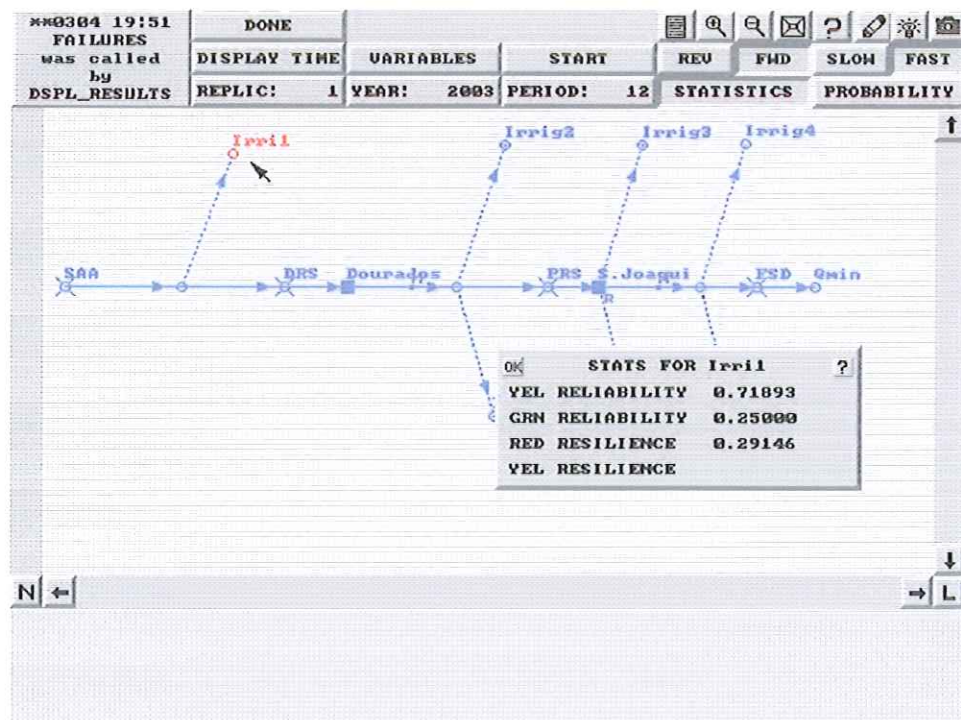 **0304 19:51
FAILURES
was called
by
DSPL_RESULTS
DONE
DISPLAY TIME
VARIABLES
START
REV
FWD
SLOW
FAST
REPLIC: 1
YEAR: 2003
PERIOD: 12
STATISTICS
PROBABILITY
Irri1
Irrig2
Irrig3
Irrig4
SAA
DRS
Dourados
PRS
S.Joaqui
FSD
Qmin
R
OK
STATS FOR Irri1
?
YEL RELIABILITY 0.71893
GRN RELIABILITY 0.25000
RED RESILIENCE 0.29146
YEL RESILIENCE
N
L